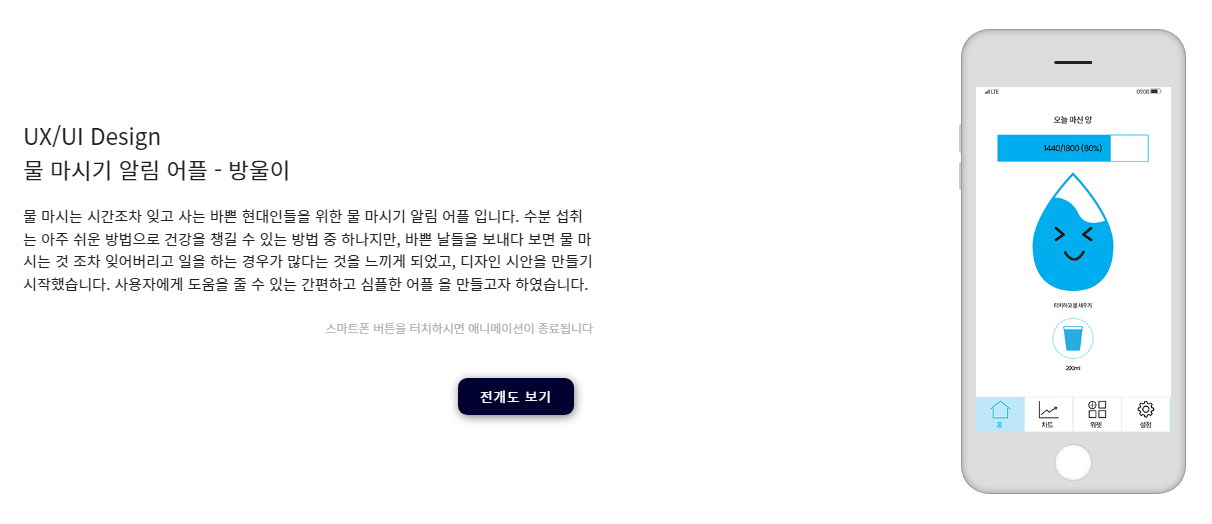 UX/UI Design
물 마시기 알림 어플 - 방울이
물 마시는 시간조차 잊고 사는 바쁜 현대인들을 위한 물 마시기 알림 어플 입니다. 수분 섭취
는 아주 쉬운 방법으로 건강을 챙길 수 있는 방법 중 하나지만, 바쁜 날들을 보내다 보면 물 마
시는 것 조차 잊어버리고 일을 하는 경우가 많다는 것을 느끼게 되었고, 디자인 시안을 만들기
시작했습니다. 사용자에게 도움을 줄 수 있는 간편하고 심플한 어플 을 만들고자 하였습니다.
스마트폰 버튼을 터치하시면 애니메이션이 종료됩니다
전개도 보기
LTE 09:00
오늘 마신 양
1440/1800 (80%)
터치하고 물 채우기
200ml
홈 차트 위젯 설정